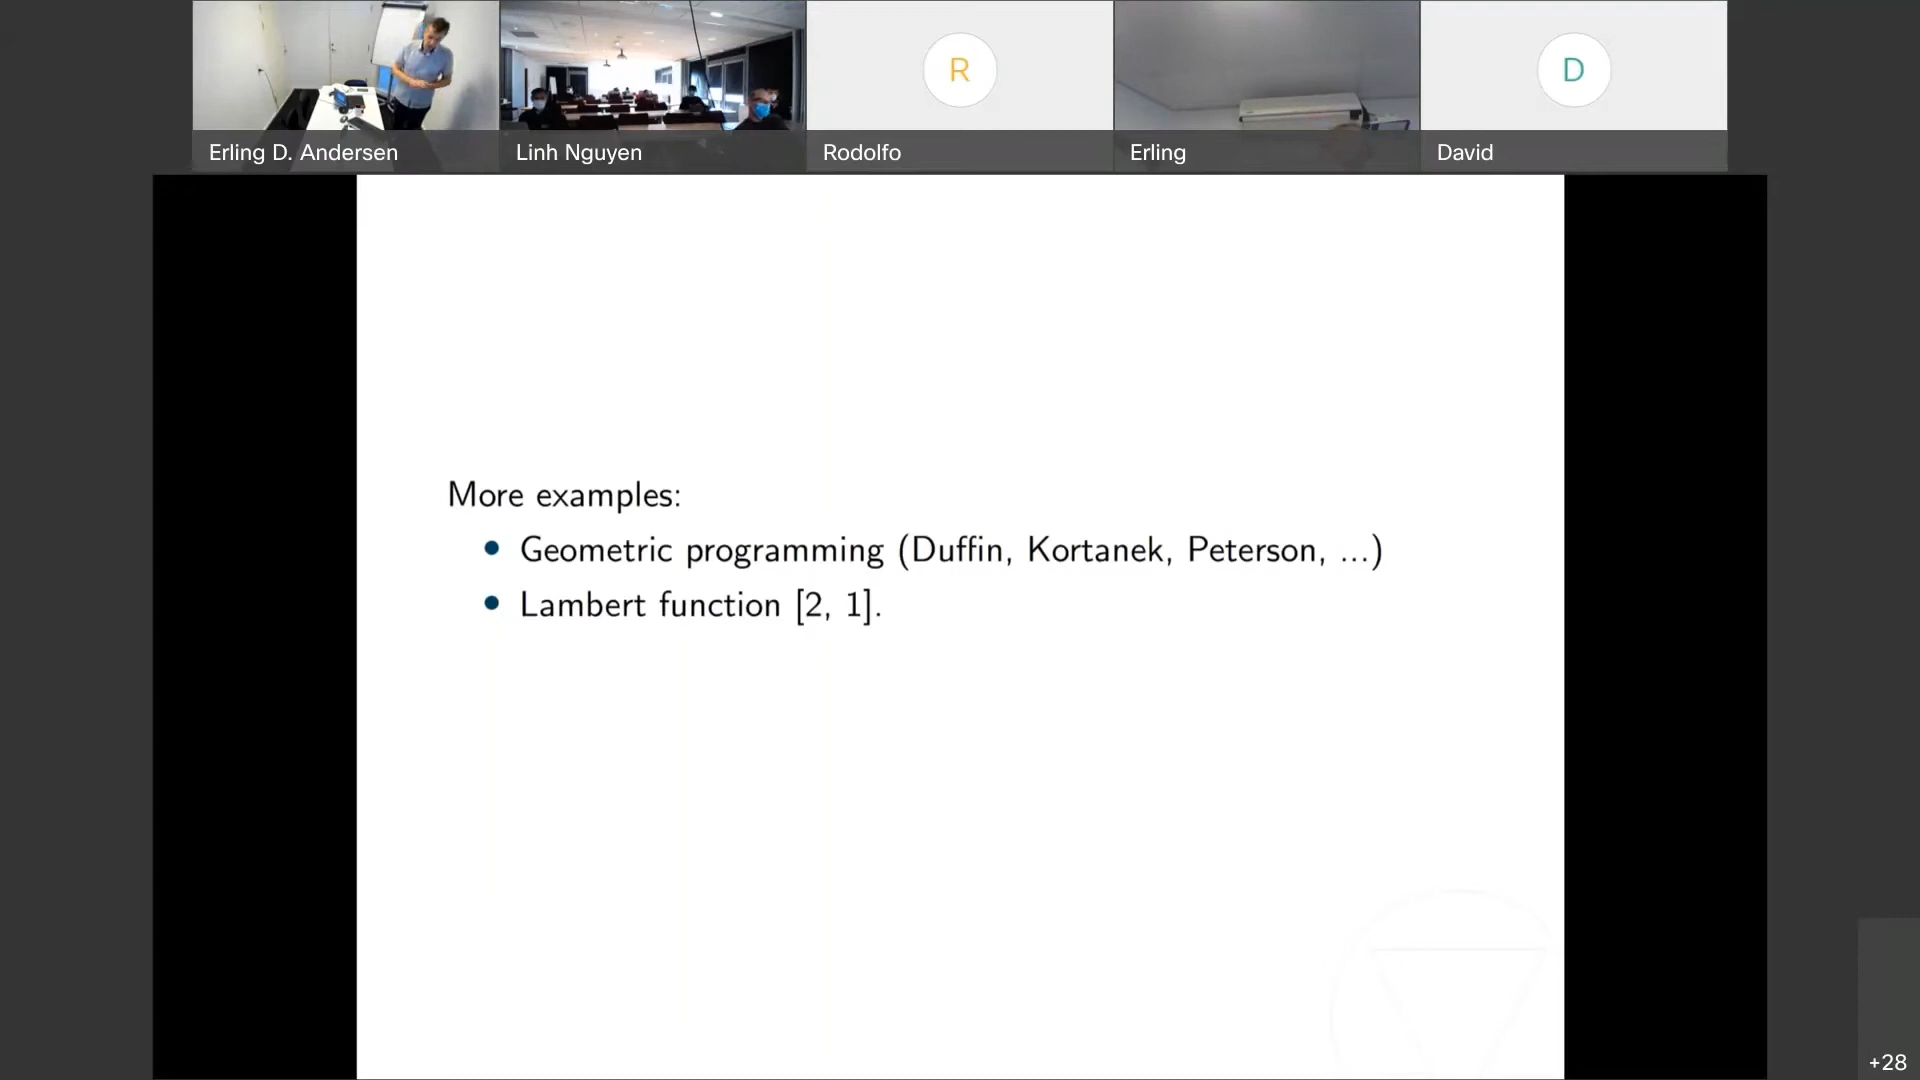 Erling D. Andersen
Linh Nguyen
R
Rodolfo
Erling
D
David
More examples:
• Geometric programming (Duffin, Kortanek, Peterson, ...)
• Lambert function [2, 1].
+28